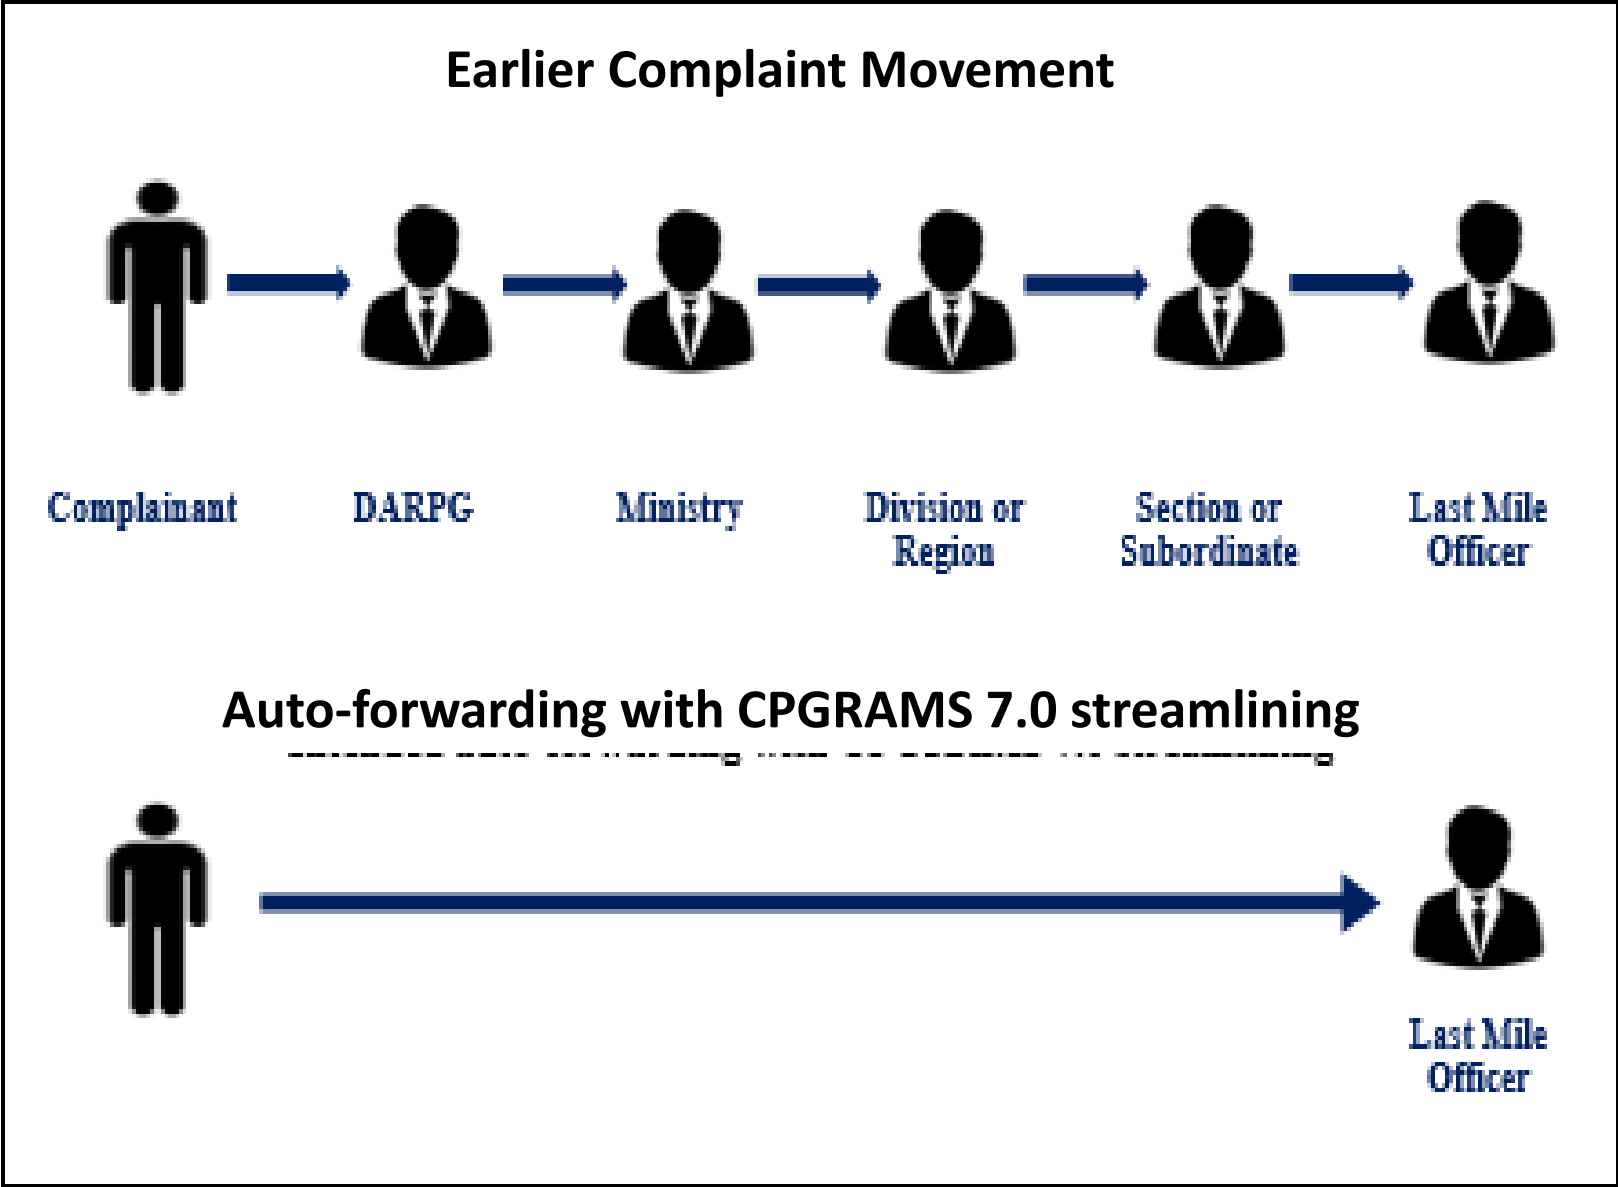 Earlier Complaint Movement
Complainant
DARPG
Ministry
Division or
Region
Section or
Subordinate
Last Mile
Officer
Auto-forwarding with CPGRAMS 7.0 streamlining
Last Mile
Officer